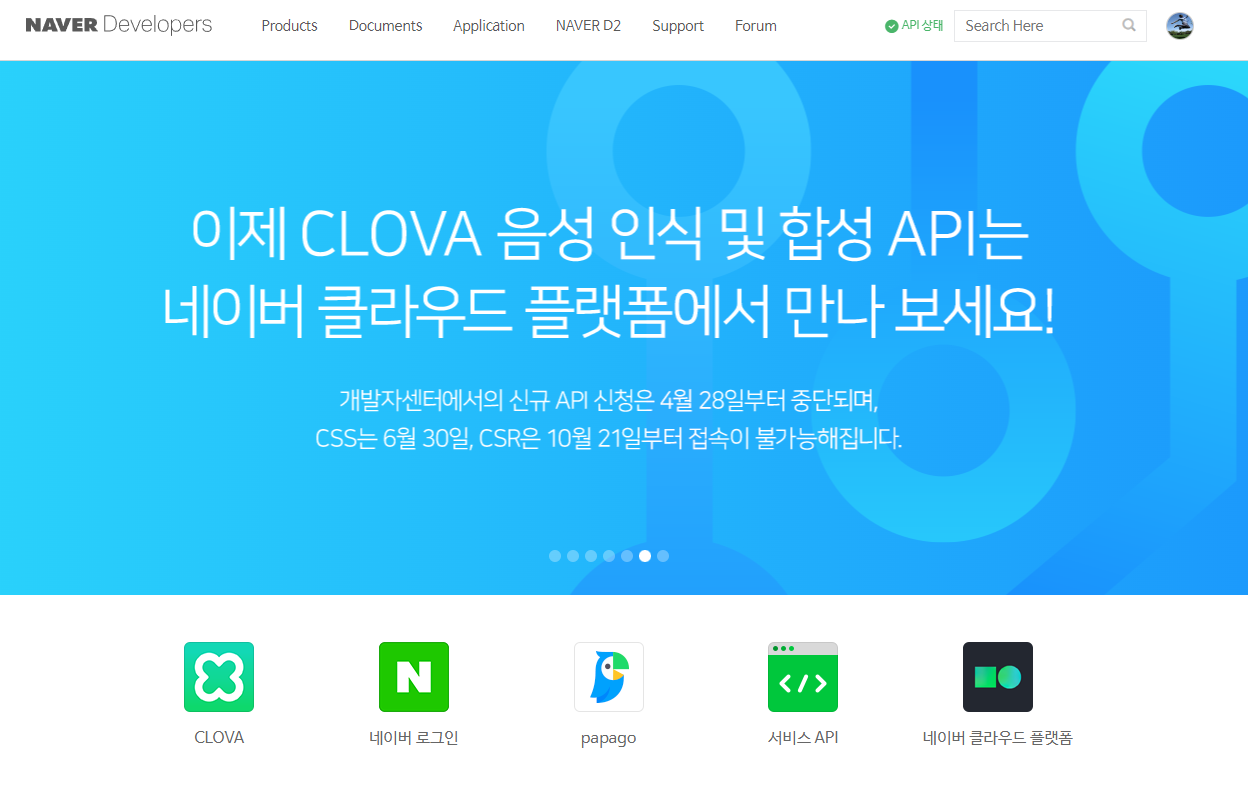 NAVER Developers Products Documents Application NAVER D2 Support Forum API 상태 Search Here
이제 CLOVA 음성 인식 및 합성 API는
네이버 클라우드 플랫폼에서 만나 보세요!
개발자센터에서의 신규 API 신청은 4월 28일부터 중단되며,
CSS는 6월 30일, CSR은 10월 21일부터 접속이 불가능해집니다.
N
</>
CLOVA 네이버 로그인 papago 서비스 API 네이버 클라우드 플랫폼